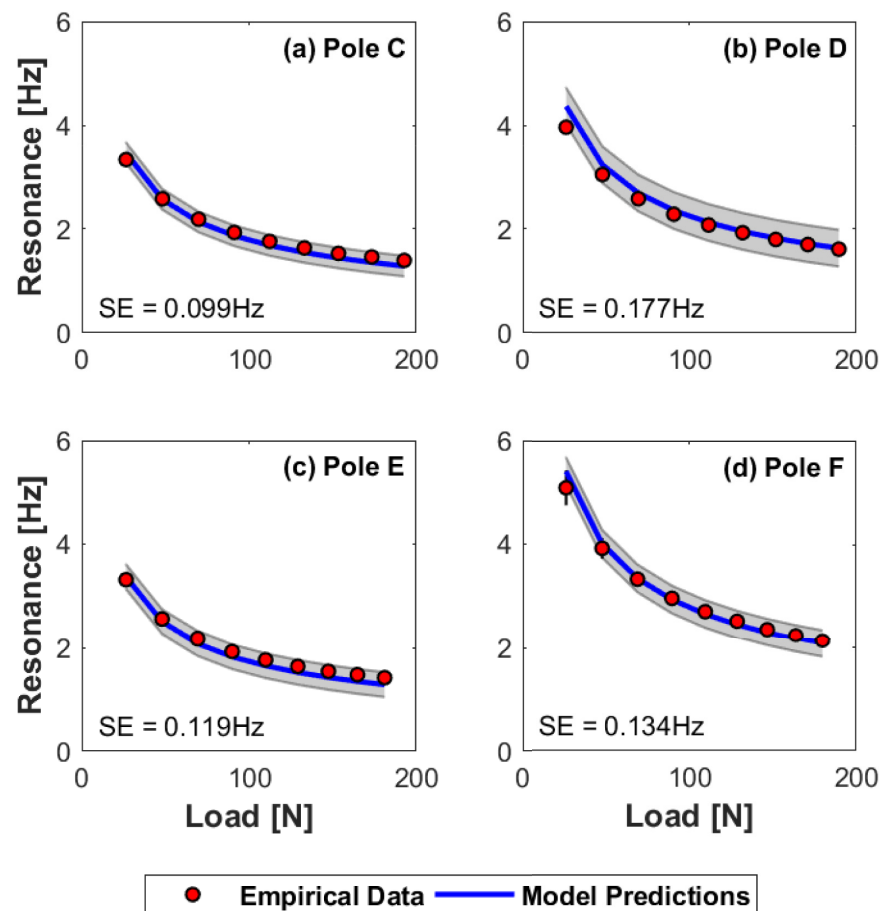 (a) Pole C
Resonance [Hz]
6
4
2
0
SE = 0.099Hz
0 100 200
(b) Pole D
6
4
2
0
SE = 0.177Hz
0 100 200
(c) Pole E
Resonance [Hz]
6
4
2
0
SE = 0.119Hz
0 100 200
Load [N]
(d) Pole F
6
4
2
0
SE = 0.134Hz
0 100 200
Load [N]
Empirical Data Model Predictions